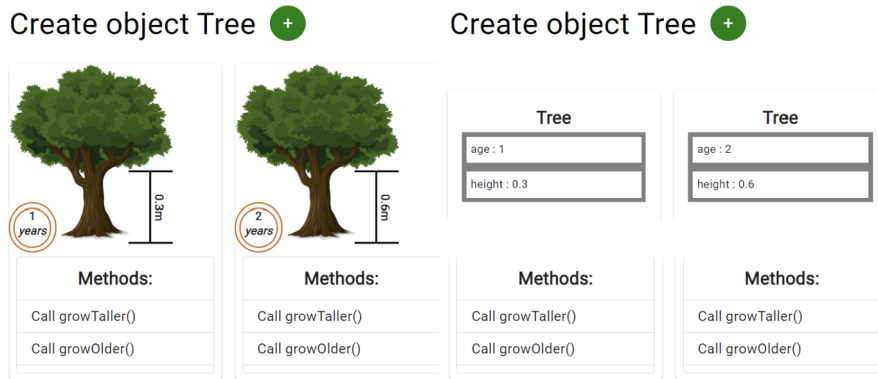 Create object Tree +
1
years
0.3m
Methods:
Call growTaller()
Call growOlder()
2
years
0.6m
Methods:
Call growTaller()
Call growOlder()
Create object Tree +
Tree
age : 1
height : 0.3
Methods:
Call growTaller()
Call growOlder()
Tree
age : 2
height : 0.6
Methods:
Call growTaller()
Call growOlder()